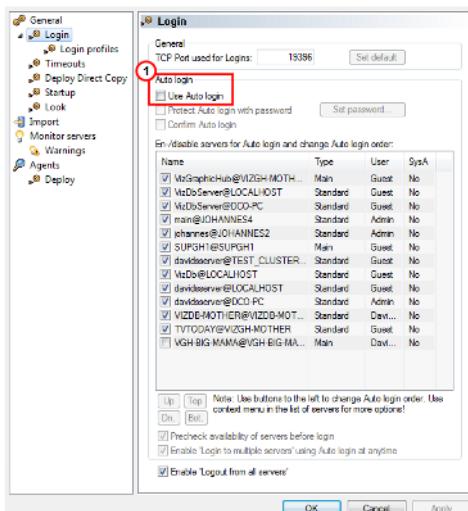 General
Login
Login profiles
Timeouts
Deploy Direct Copy
Startup
Look
Import
Monitor servers
Warnings
Agents
Deploy
Login
General
TCP Port used for Logins: 19396 Set default
1
Auto login
Use Auto login
Protect Auto login with password Set password...
Confirm Auto login
En-/disable servers for Auto login and change Auto login order:
Name Type User SysA
VizGraphicHub@VIZGH-MOTH... Main Guest No
VizDbServer@LOCALHOST Standard Guest No
VizDbServer@DCO-PC Standard Guest No
main@JOHANNES4 Standard Admin No
johannes@JOHANNES2 Standard Admin No
SUPGH1@SUPGH1 Main Guest No
davidsserver@TEST_CLUSTER... Standard Guest No
VizDb@LOCALHOST Standard Guest No
davidsserver@LOCALHOST Standard Guest No
davidsserver@DCO-PC Standard Admin No
VIZDB-MOTHER@VIZDB-MOT... Standard Davi... No
TVTODAY@VIZGH-MOTHER Standard Guest No
VGH-BIG-MAMA@VGH-BIG-MA... Main Davi... No
Up Top Note: Use buttons to the left to change Auto login order. Use
Dn. Bot. context menu in the list of servers for more options!
Precheck availability of servers before login
Enable 'Login to multiple servers' using Auto login at anytime
Enable 'Logout from all servers'
OK Cancel Apply